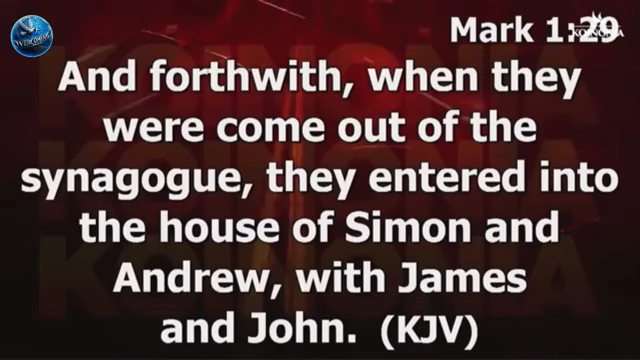 Mark 1:29
KOINONIA
And forthwith, when they
were come out of the
synagogue, they entered into
the house of Simon and
Andrew, with James
and John. (KJV)